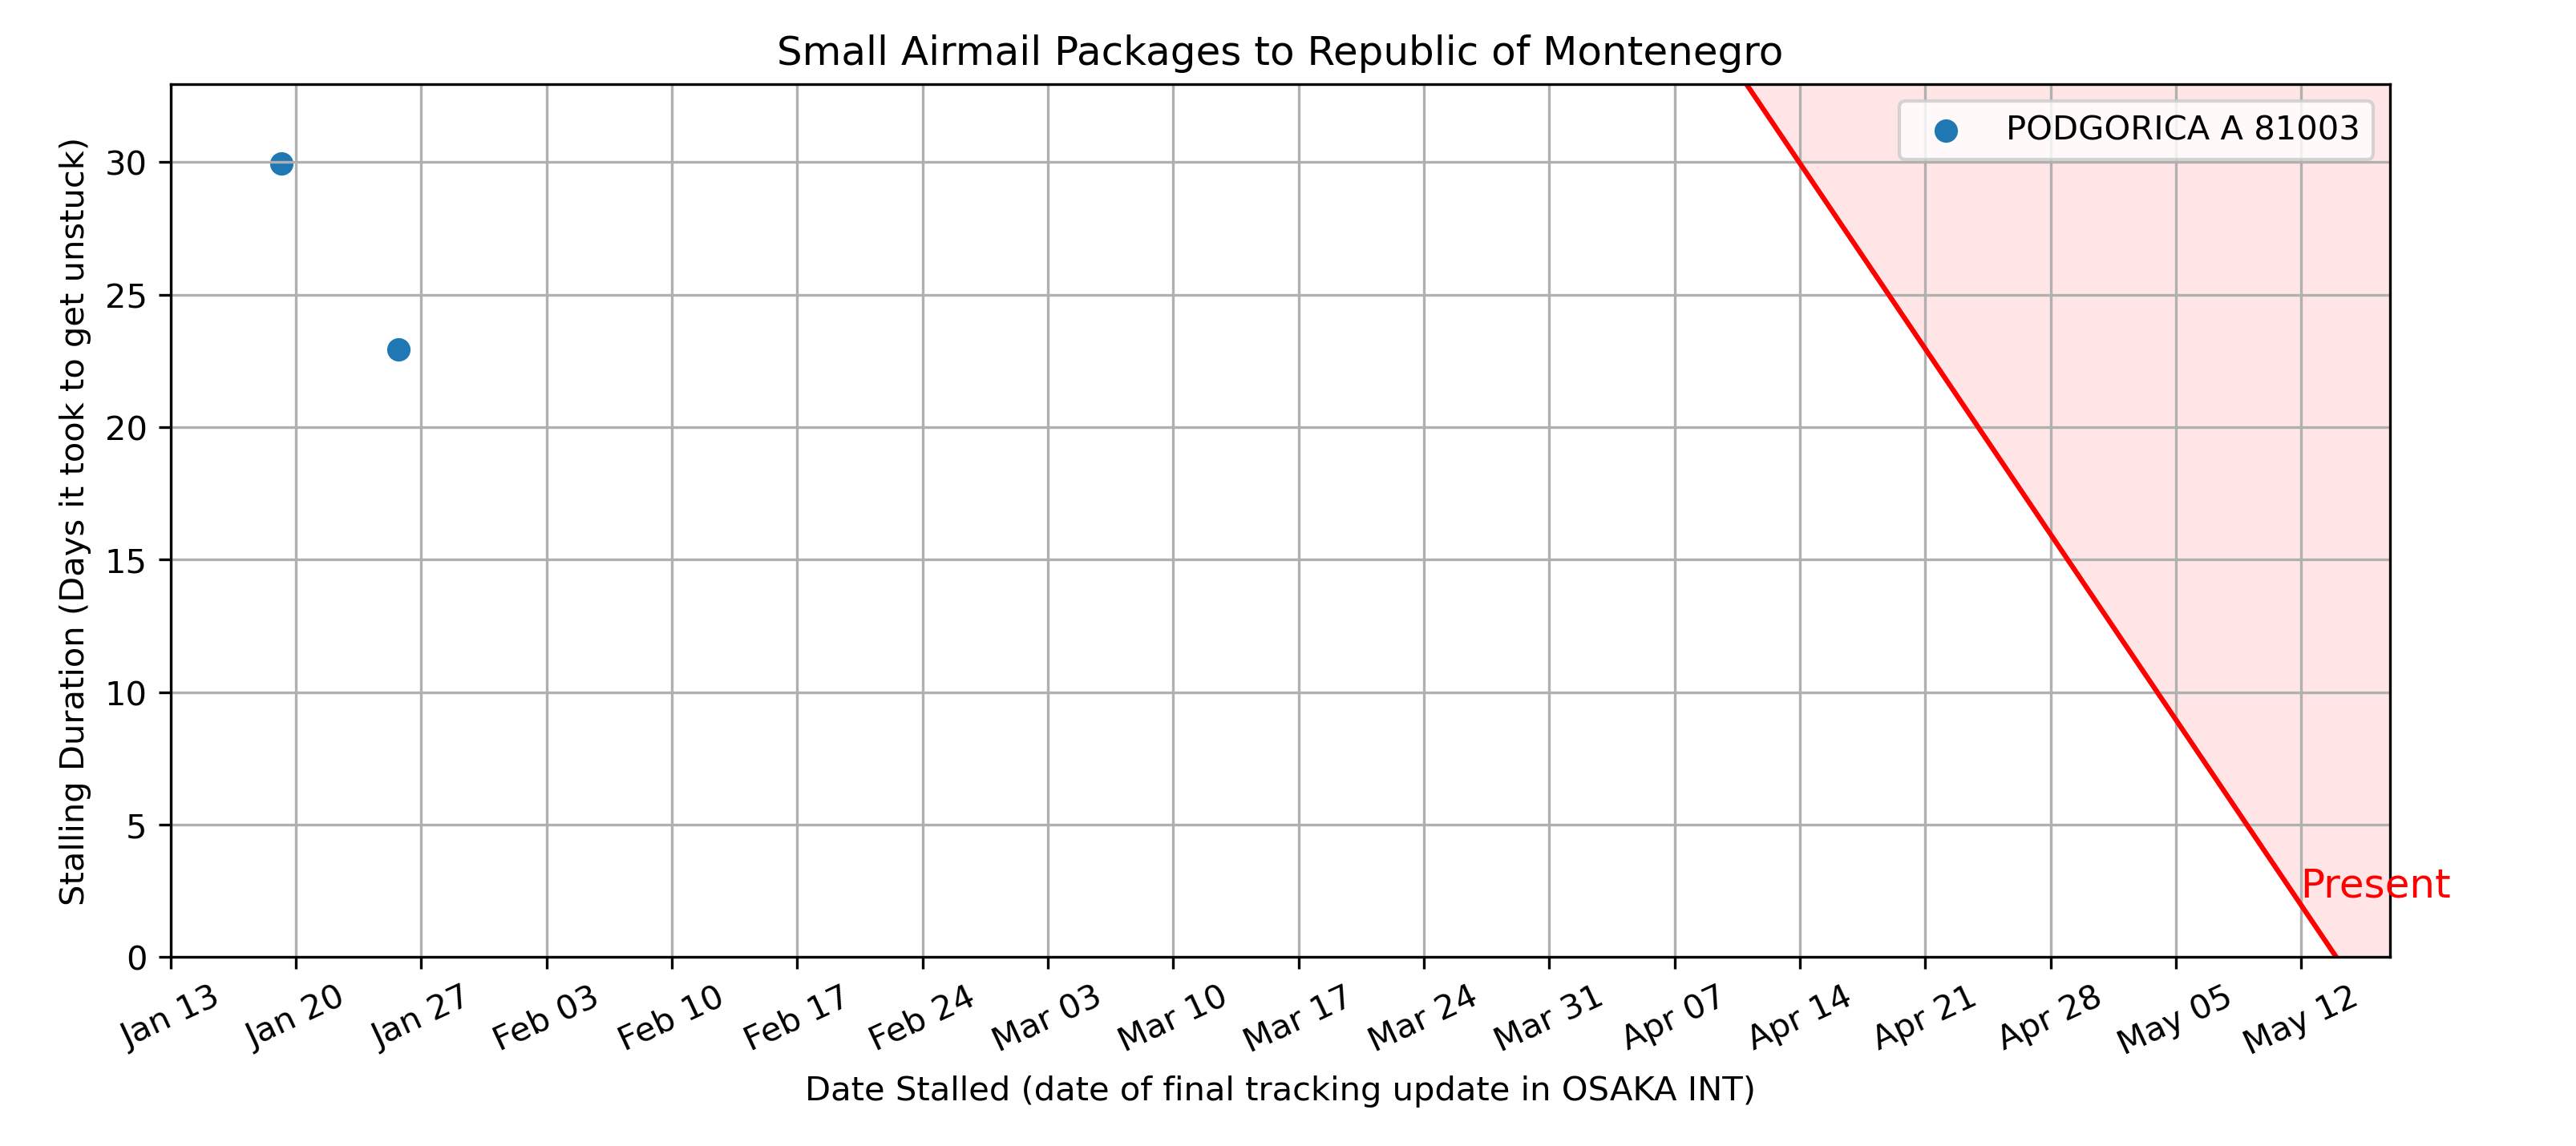 Small Airmail Packages to Republic of Montenegro
PODGORICA A 81003
Stalling Duration (Days it took to get unstuck)
30
25
20
15
10
5
0
Present
Jan 13
Jan 20
Jan 27
Feb 03
Feb 10
Feb 17
Feb 24
Mar 03
Mar 10
Mar 17
Mar 24
Mar 31
Apr 07
Apr 14
Apr 21
Apr 28
May 05
May 12
Date Stalled (date of final tracking update in OSAKA INT)